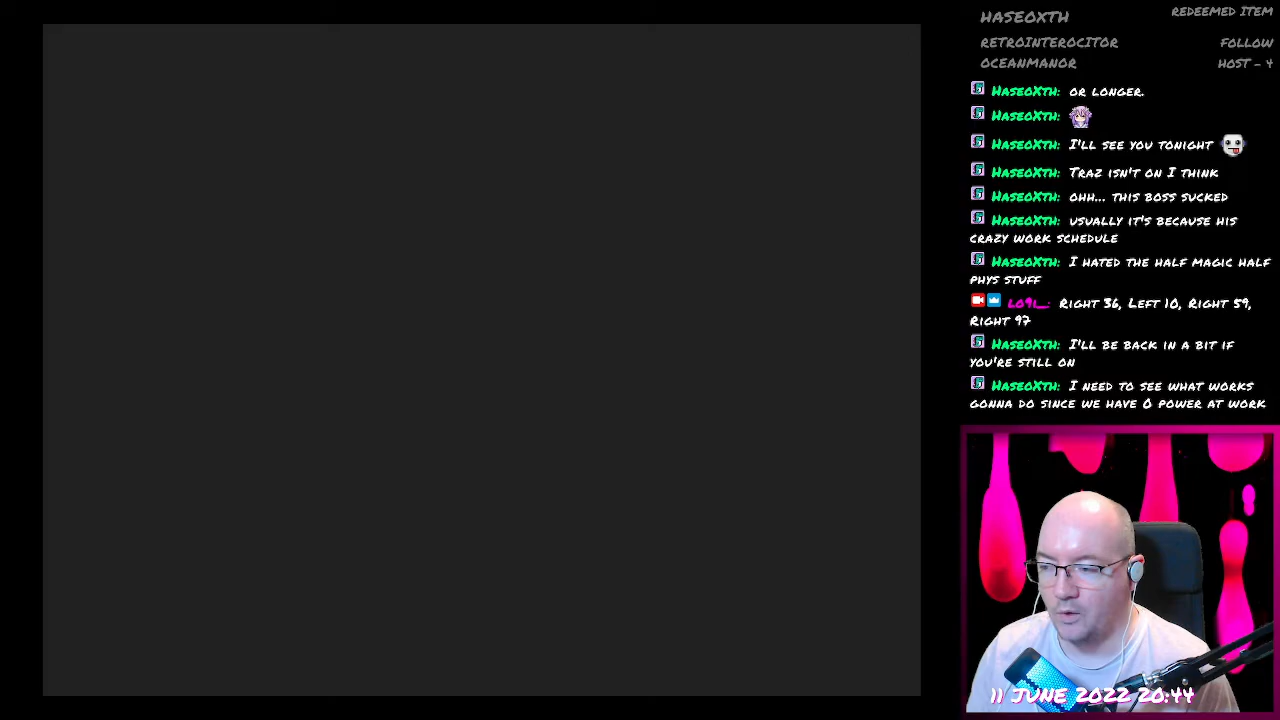 HASEOXTH REDEEMED ITEM
RETROINTEROCITOR FOLLOW
OCEANMANOR HOST - 4
HASEOXTH: OR LONGER.
HASEOXTH:
HASEOXTH: I'LL SEE YOU TONIGHT
HASEOXTH: TRAZ ISN'T ON I THINK
HASEOXTH: OHH... THIS BOSS SUCKED
HASEOXTH: USUALLY IT'S BECAUSE HIS
CRAZY WORK SCHEDULE
HASEOXTH: I HATED THE HALF MAGIC HALF
PHYS STUFF
LO9I_: RIGHT 36, LEFT 10, RIGHT 59,
RIGHT 97
HASEOXTH: I'LL BE BACK IN A BIT IF
YOU'RE STILL ON
HASEOXTH: I NEED TO SEE WHAT WORKS
GONNA DO SINCE WE HAVE 0 POWER AT WORK
11 JUNE 2022 20:44